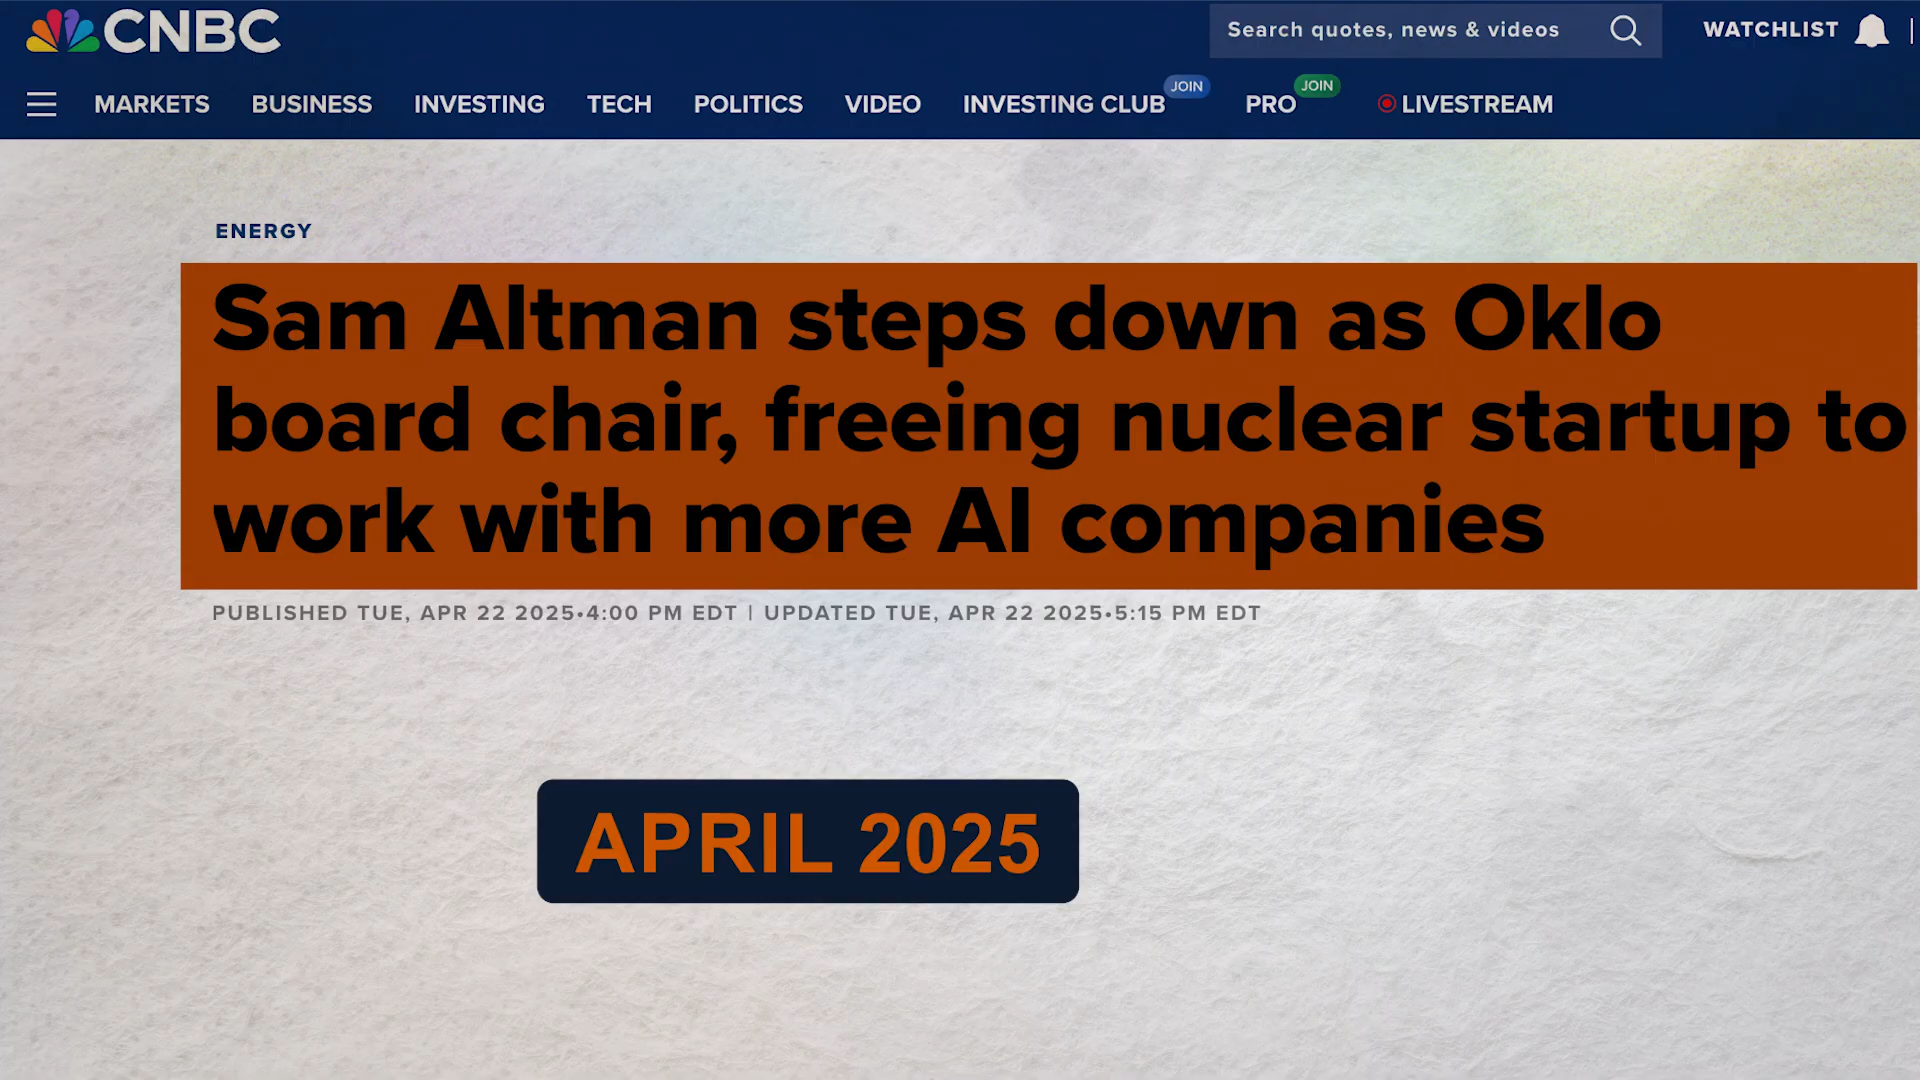 CNBC
Search quotes, news & videos
WATCHLIST
MARKETS BUSINESS INVESTING TECH POLITICS VIDEO INVESTING CLUB JOIN PRO JOIN LIVESTREAM
ENERGY
Sam Altman steps down as Oklo
board chair, freeing nuclear startup to
work with more AI companies
PUBLISHED TUE, APR 22 2025•4:00 PM EDT | UPDATED TUE, APR 22 2025•5:15 PM EDT
APRIL 2025